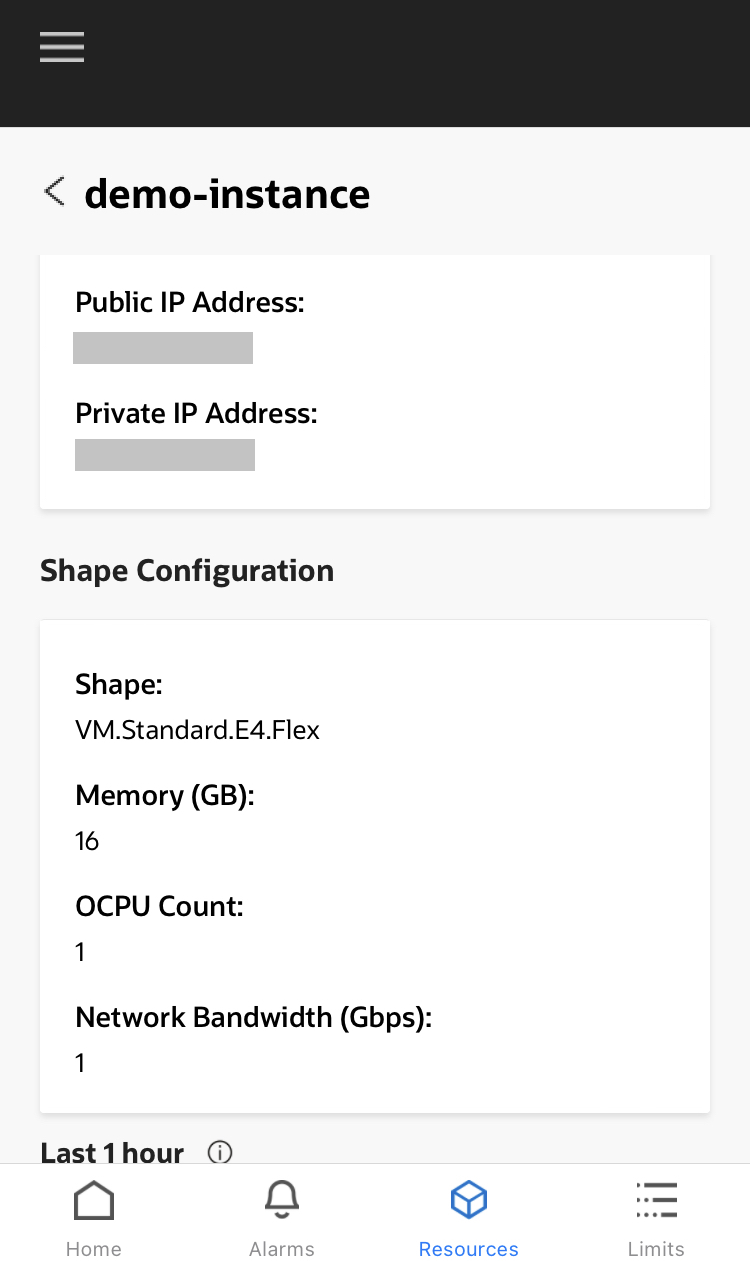 demo-instance
Public IP Address:
Private IP Address:
Shape Configuration
Shape:
VM.Standard.E4.Flex
Memory (GB):
16
OCPU Count:
1
Network Bandwidth (Gbps):
1
Last 1 hour
Home
Alarms
Resources
Limits